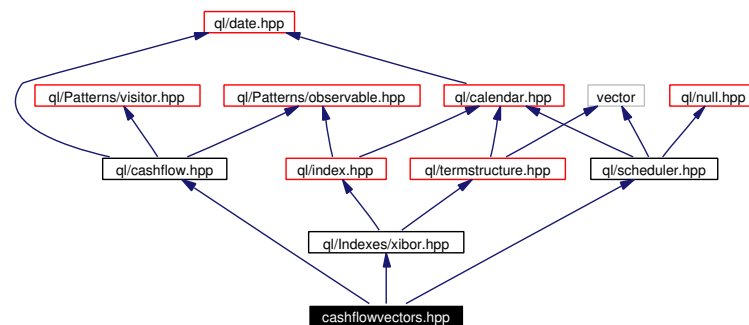 ql/date.hpp
ql/Patterns/visitor.hpp
ql/Patterns/observable.hpp
ql/calendar.hpp
vector
ql/null.hpp
ql/cashflow.hpp
ql/index.hpp
ql/termstructure.hpp
ql/scheduler.hpp
ql/Indexes/xibor.hpp
cashflowvectors.hpp